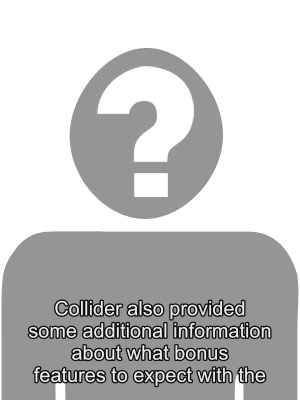 ?
Collider also provided
some additional information
about what bonus
features to expect with the